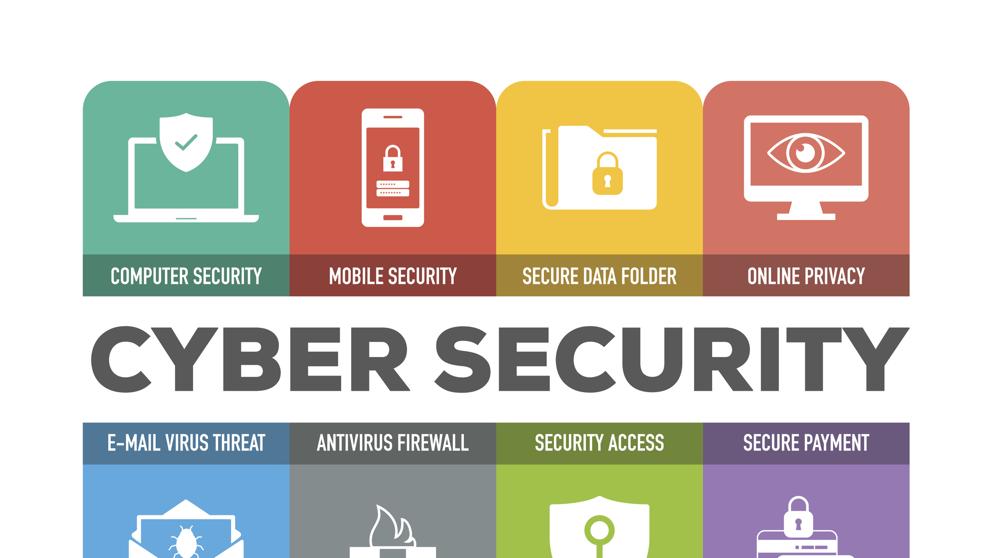 COMPUTER SECURITY
MOBILE SECURITY
SECURE DATA FOLDER
ONLINE PRIVACY
CYBER SECURITY
E-MAIL VIRUS THREAT
ANTIVIRUS FIREWALL
SECURITY ACCESS
SECURE PAYMENT